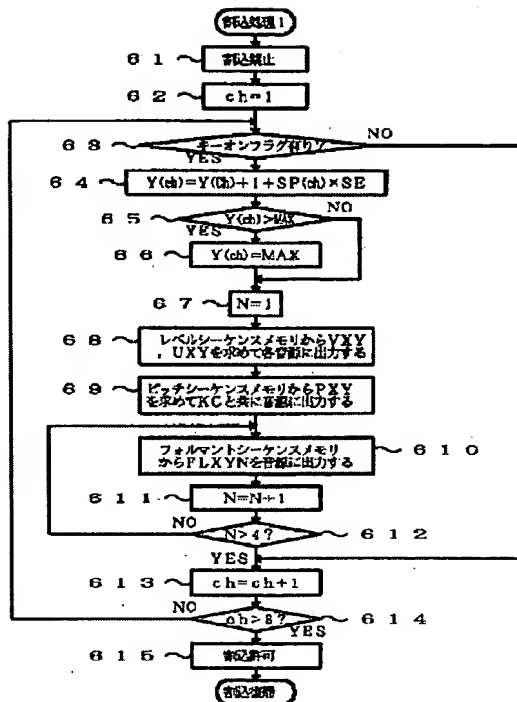 割込処理1
61
割込禁止
62
ch=1
63
キーオンフラグ有り?
NO
YES
64
Y(ch)=Y(Ch)+1+SP(ch)×SE
65
Y(ch)>MAX
NO
YES
66
Y(ch)=MAX
67
N=1
68
レベルシーケンスメモリからVXY
,UXYを求めて各音源に出力する
69
ピッチシーケンスメモリからPXY
を求めてKCと共に音源に出力する
フォルマントシーケンスメモリ
からFLXYNを音源に出力する
610
611
N=N+1
NO
N>4?
612
YES
613
ch=ch+1
NO
ch>8?
614
YES
615
割込許可
割込復帰